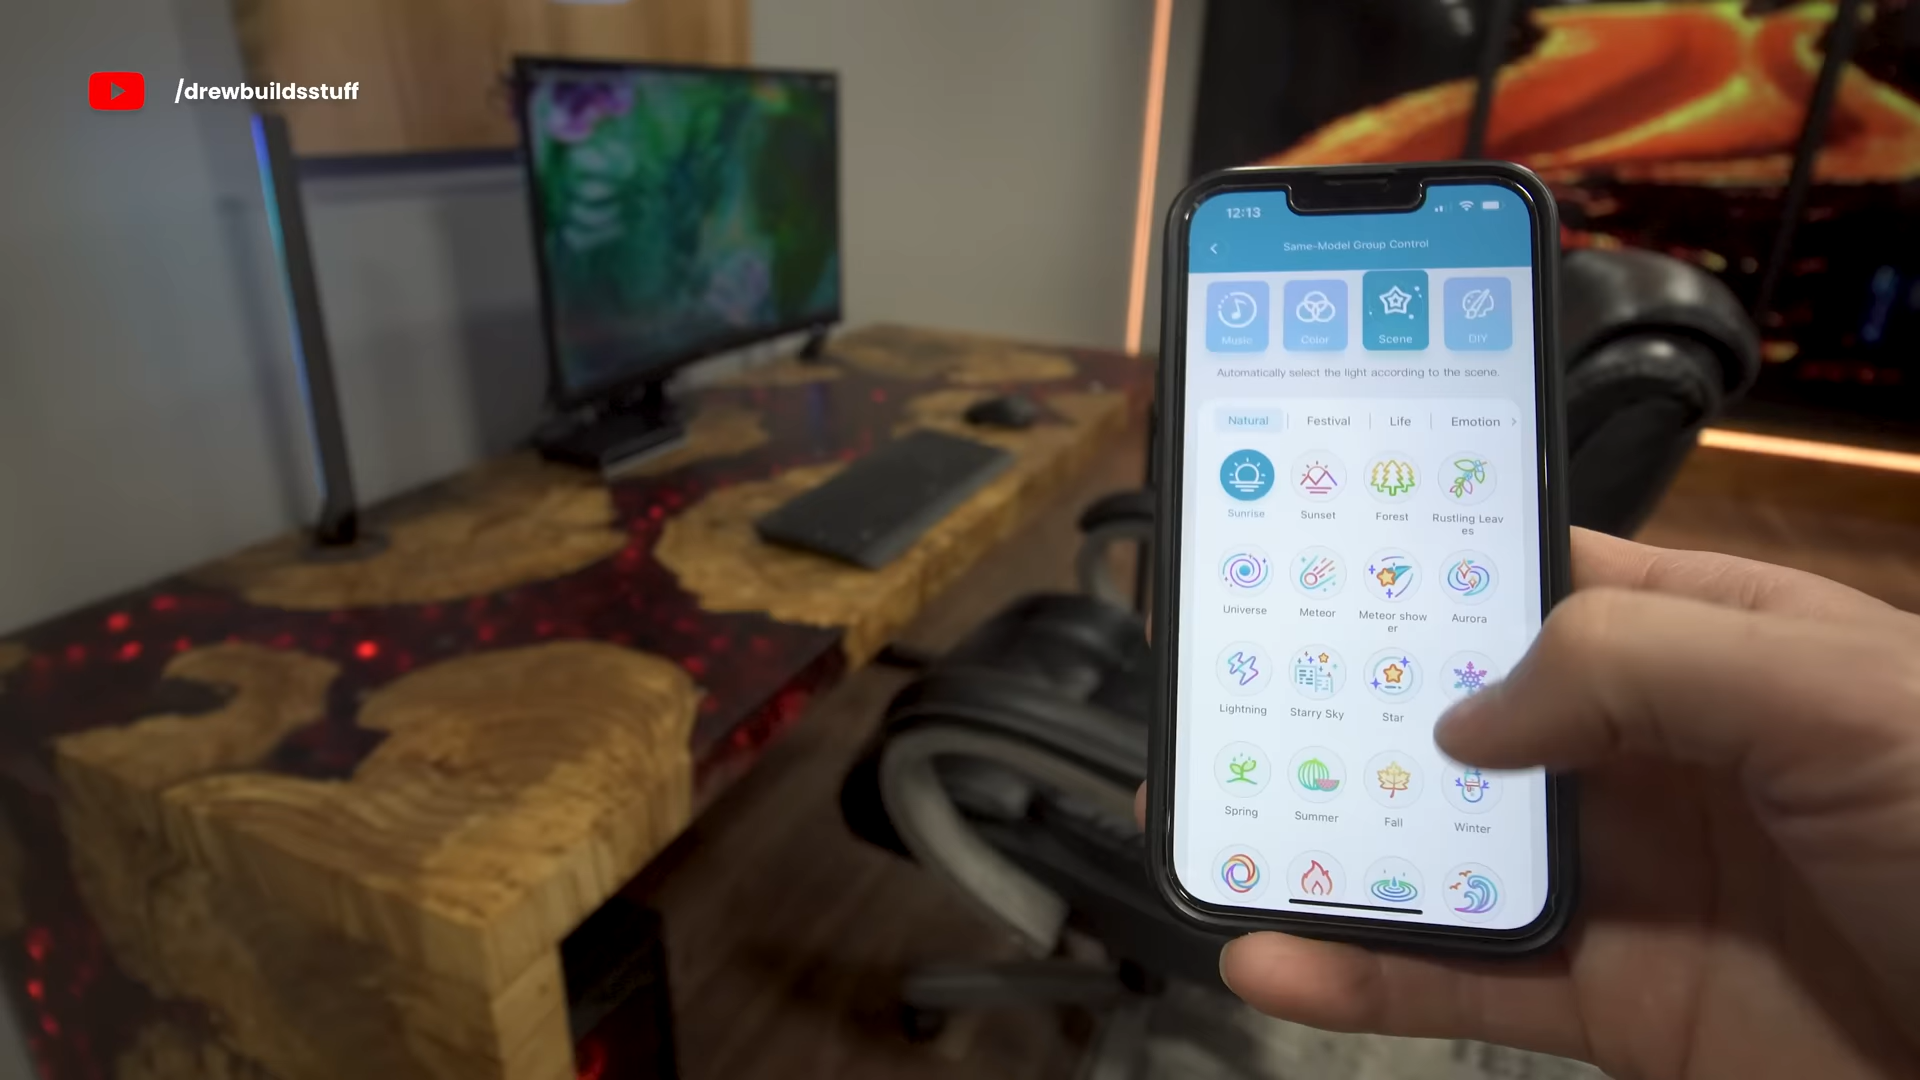 /drewbuildsstuff
12:13
Same-Model Group Control
Music
Color
Scene
DIY
Automatically select the light according to the scene.
Natural
Festival
Life
Emotion
Sunrise
Sunset
Forest
Rustling Leav
es
Universe
Meteor
Meteor show
er
Aurora
Lightning
Starry Sky
Star
Spring
Summer
Fall
Winter